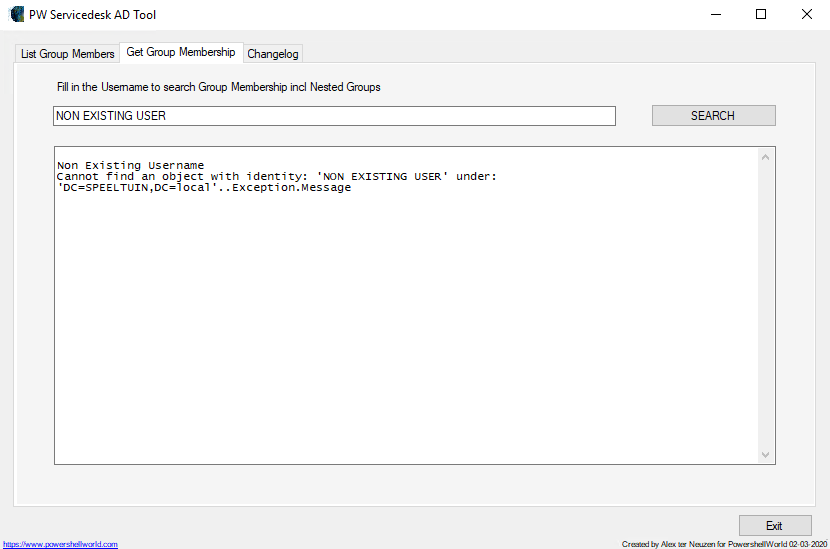 PW Servicedesk AD Tool
List Group Members Get Group Membership Changelog
Fill in the Username to search Group Membership incl Nested Groups
NON EXISTING USER SEARCH
Non Existing Username
Cannot find an object with identity: 'NON EXISTING USER' under:
'DC=SPEELTUIN,DC=local'..Exception.Message
Exit
https://www.powershellworld.com Created by Alex ter Neuzen for PowershellWorld 02-03-2020